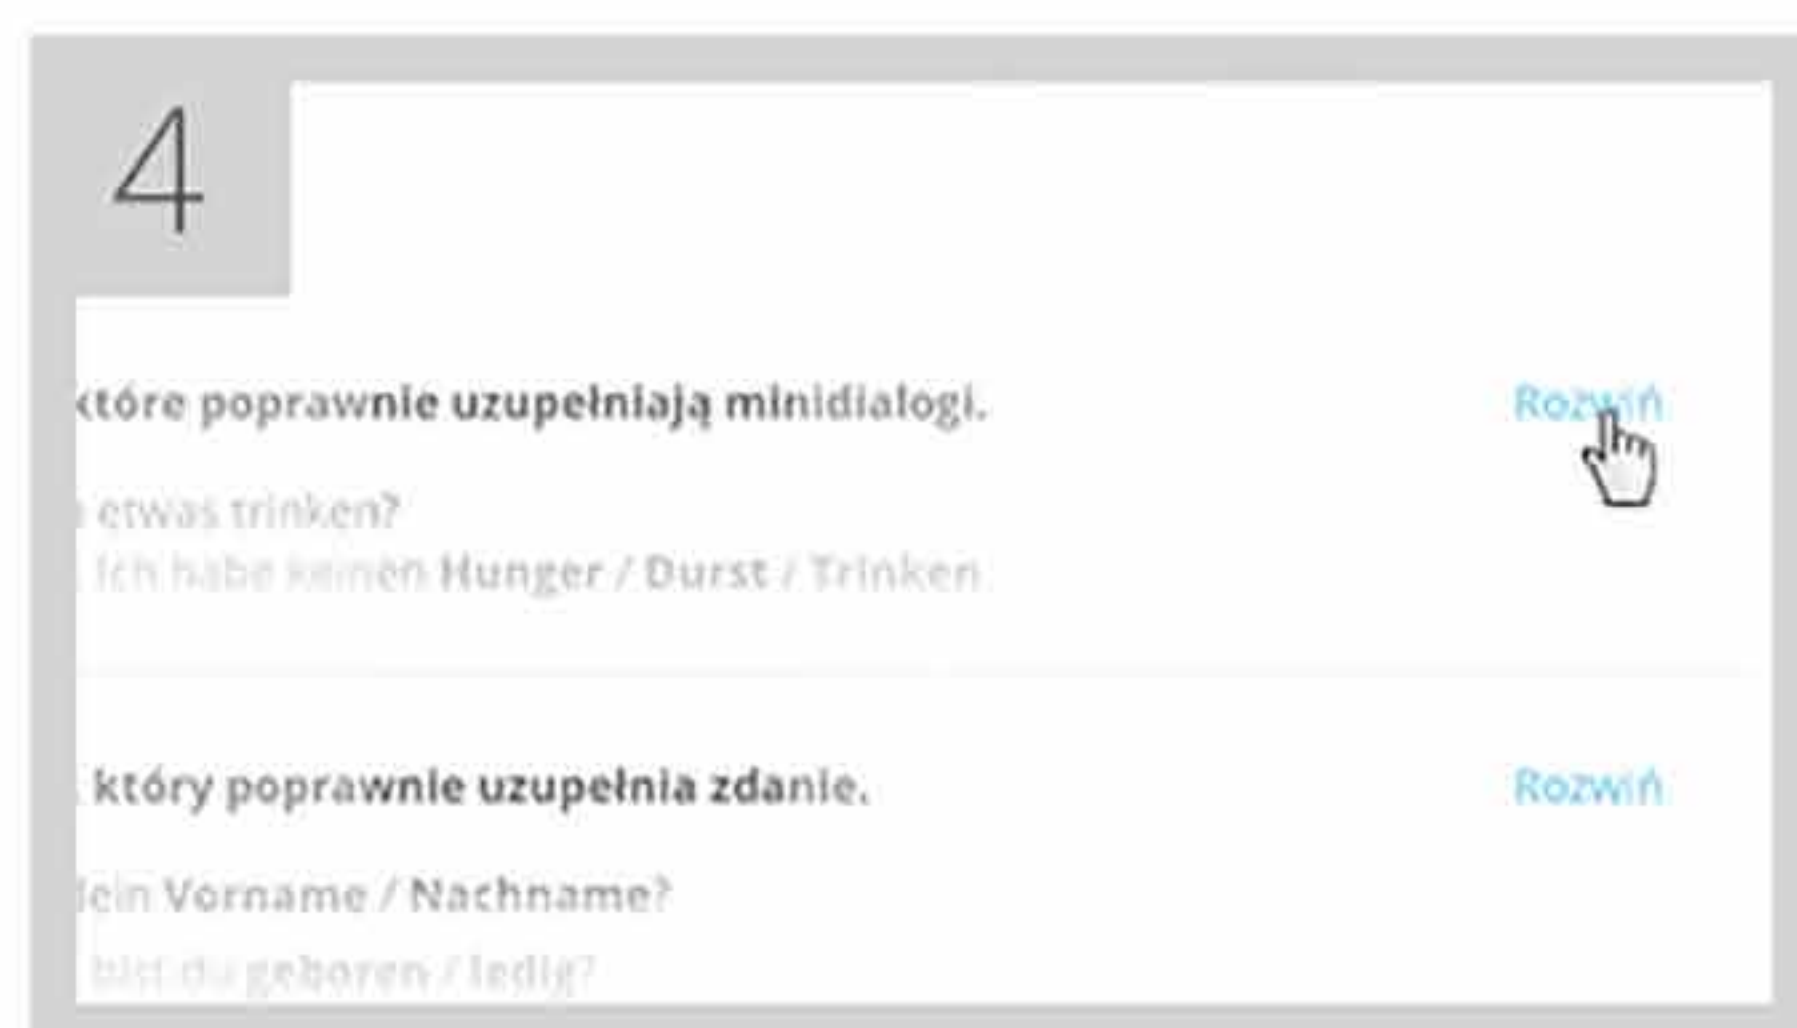 4
które poprawnie uzupełniają minidialogi. Rozwiń
etwas trinken?
Ich habe keinen Hunger / Durst / Trinken
który poprawnie uzupełnia zdanie. Rozwiń
dein Vorname / Nachname?
bist du geboren / ledig?